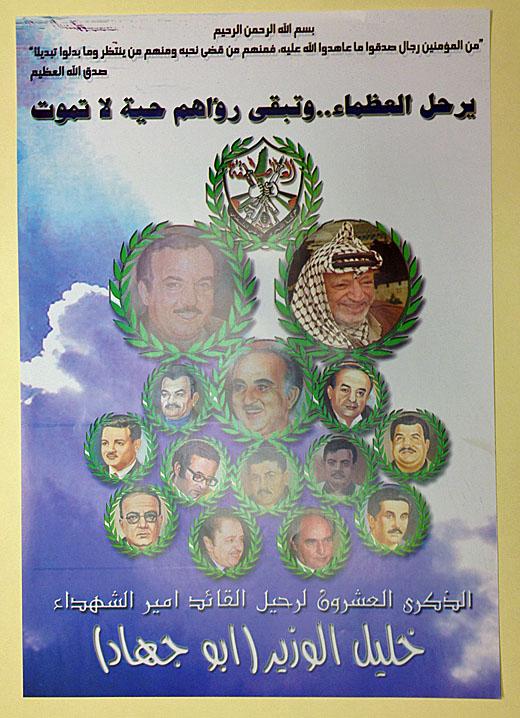 بسم الله الرحمن الرحيم
"من المؤمنين رجال صدقوا ما عاهدوا الله عليه، فمنهم من قضى نحبه ومنهم من ينتظر وما بدلوا تبديلا"
صدق الله العظيم
يرحل العظماء..وتبقى رؤاهم حية لا تموت
العاصفة
الذكرى العشرون لرحيل القائد امير الشهداء
خليل الوزير (ابو جهاد)